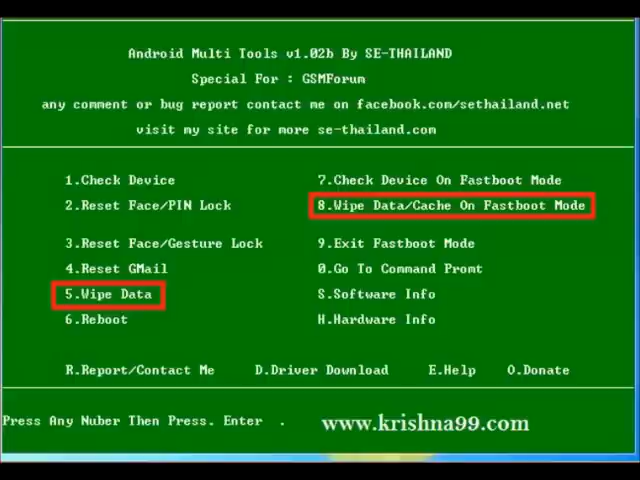 Android Multi Tools v1.02b By SE-THAILAND
Special For : GSMForum
any comment or bug report contact me on facebook.com/sethailand.net
visit my site for more se-thailand.com
1.Check Device
2.Reset Face/PIN Lock
3.Reset Face/Gesture Lock
4.Reset GMail
5.Wipe Data
6.Reboot
7.Check Device On Fastboot Mode
8.Wipe Data/Cache On Fastboot Mode
9.Exit Fastboot Mode
0.Go To Command Promt
S.Software Info
H.Hardware Info
R.Report/Contact Me D.Driver Download E.Help O.Donate
Press Any Nuber Then Press. Enter .
www.krishna99.com